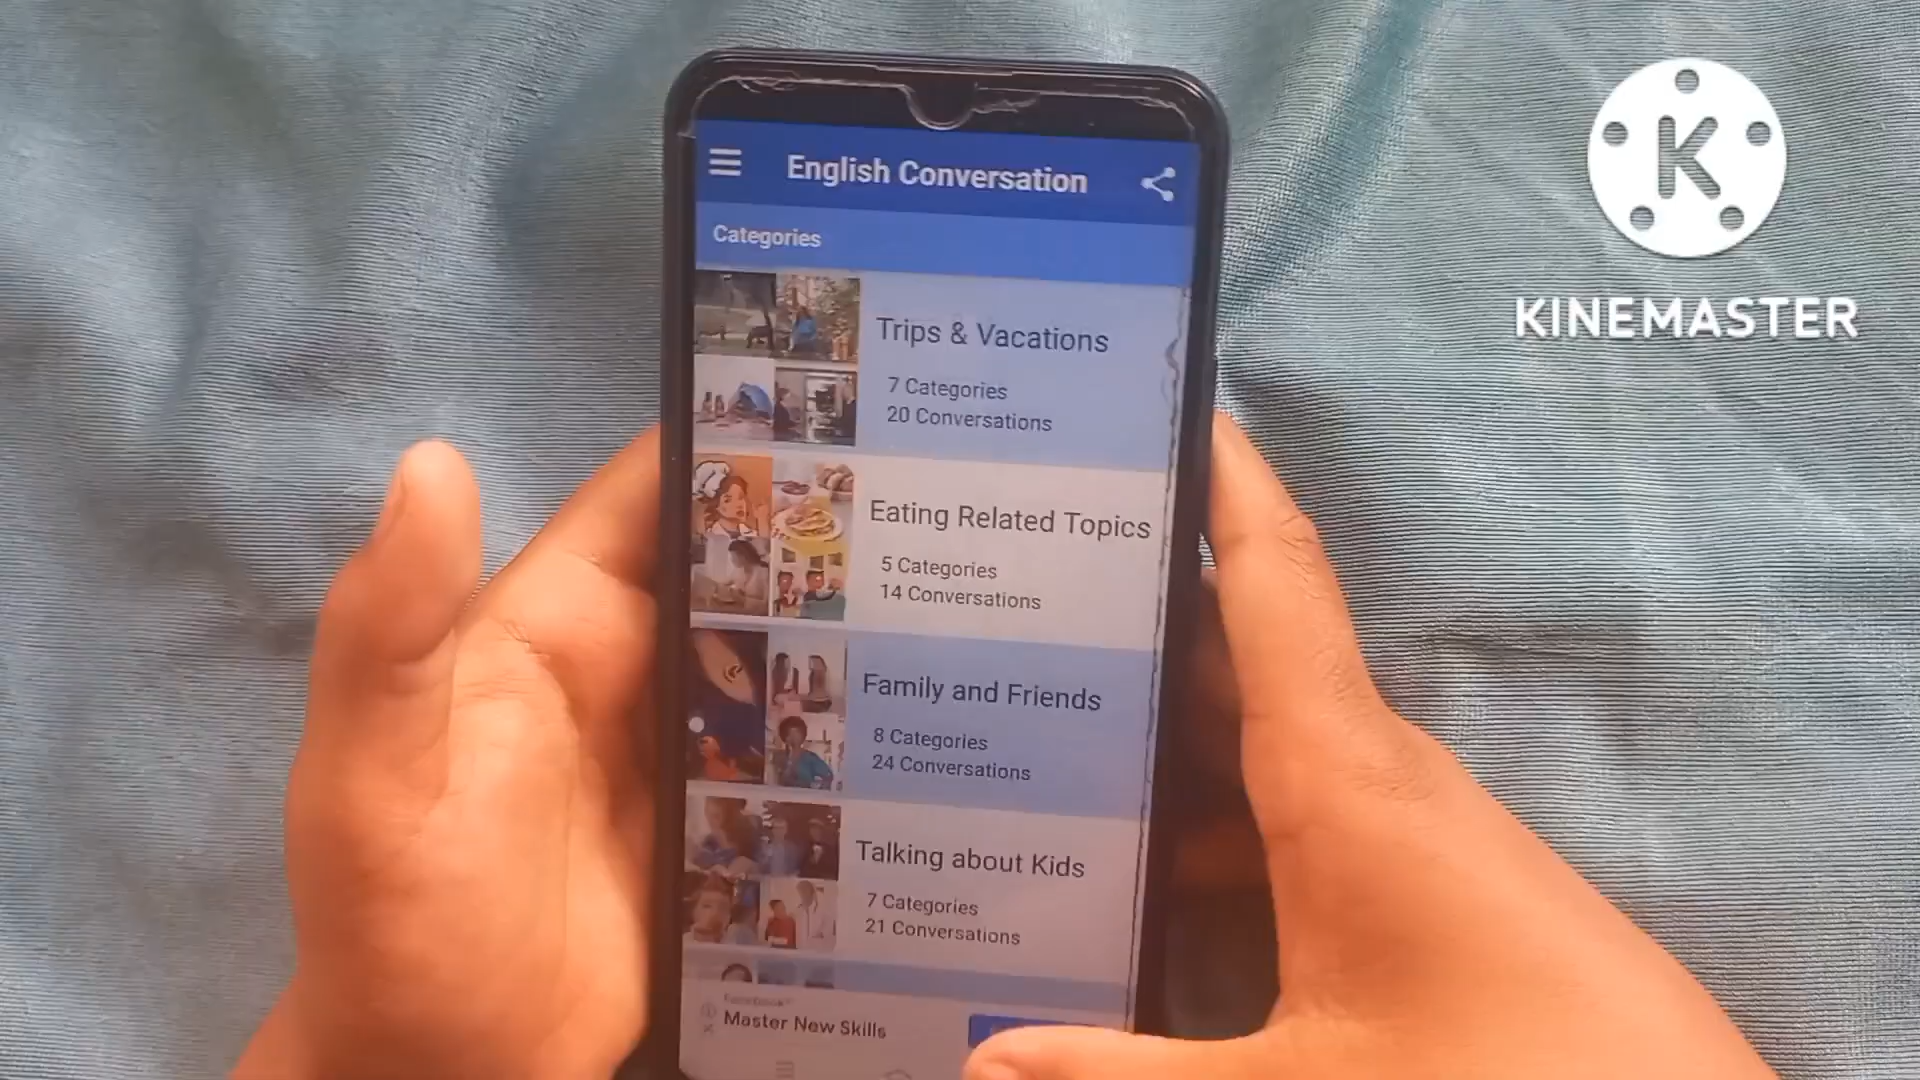 English Conversation
Categories
Trips & Vacations
7 Categories
20 Conversations
Eating Related Topics
5 Categories
14 Conversations
Family and Friends
8 Categories
24 Conversations
Talking about Kids
7 Categories
21 Conversations
Facebook
Master New Skills
K
KINEMASTER